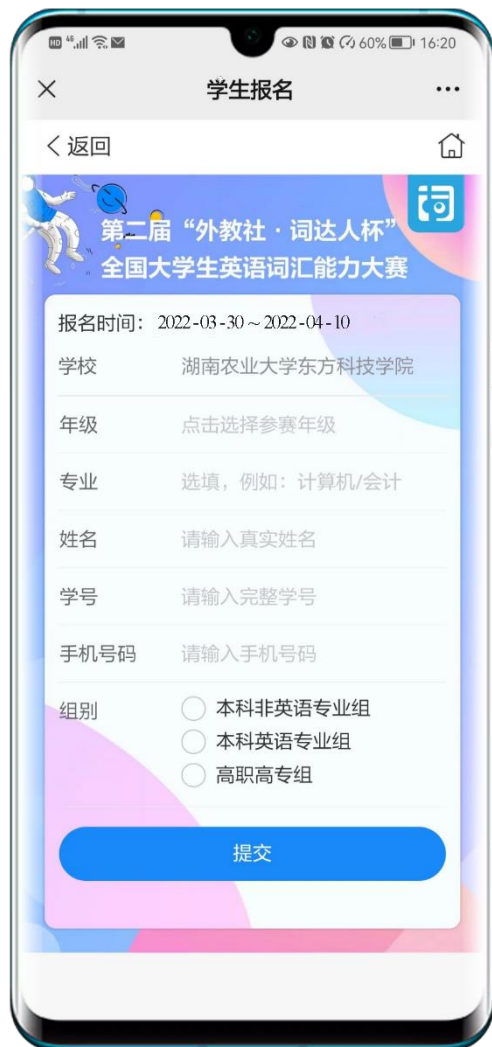 HD 46 60% 16:20
学生报名
返回
词
第二届“外教社·词达人杯”
全国大学生英语词汇能力大赛
报名时间: 2022-03-30~2022-04-10
学校 湖南农业大学东方科技学院
年级 点击选择参赛年级
专业 选填,例如:计算机/会计
姓名 请输入真实姓名
学号 请输入完整学号
手机号码 请输入手机号码
组别 本科非英语专业组
本科英语专业组
高职高专组
提交